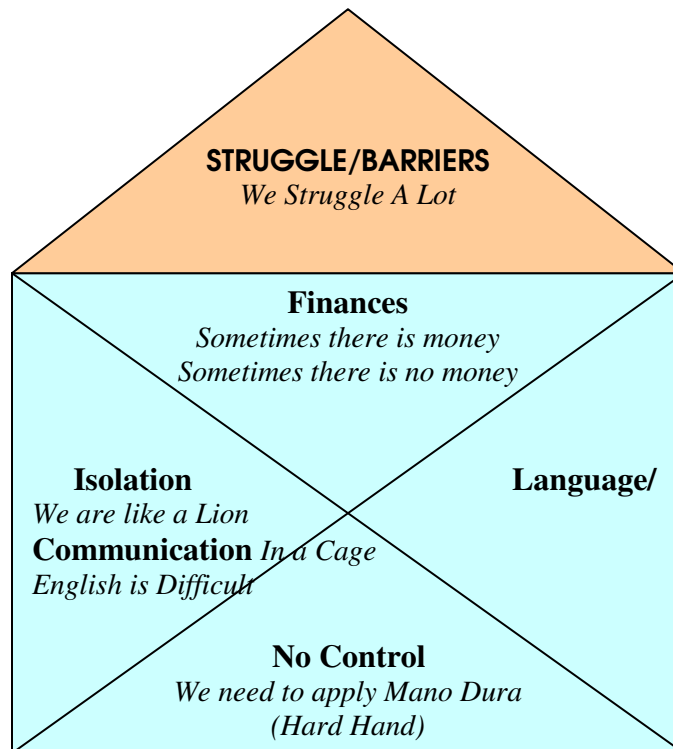 STRUGGLE/BARRIERS
We Struggle A Lot
Finances
Sometimes there is money
Sometimes there is no money
Isolation Language/
We are like a Lion
Communication In a Cage
English is Difficult
No Control
We need to apply Mano Dura
(Hard Hand)